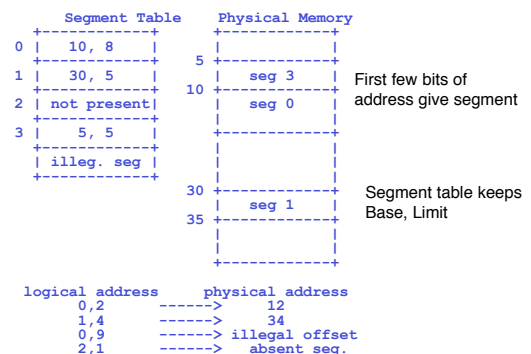 Segment Table Physical Memory
0 | 10, 8 |
5
1 | 30, 5 | | seg 3 |
10
2 | not present| | seg 0 |
3 | 5, 5 |
| illeg. seg |
30
| seg 1 |
35
First few bits of
address give segment
Segment table keeps
Base, Limit
logical address physical address
0,2 ------> 12
1,4 ------> 34
0,9 ------> illegal offset
2,1 ------> absent seg.